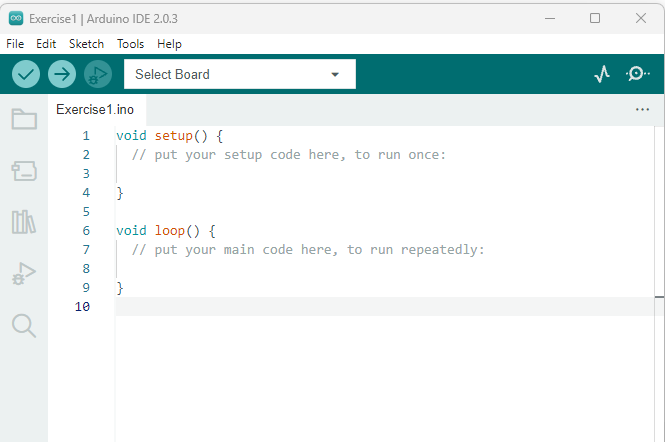 Exercise1 | Arduino IDE 2.0.3
File Edit Sketch Tools Help
Select Board
Exercise1.ino
1 void setup() {
2 // put your setup code here, to run once:
3
4 }
5
6 void loop() {
7 // put your main code here, to run repeatedly:
8
9 }
10